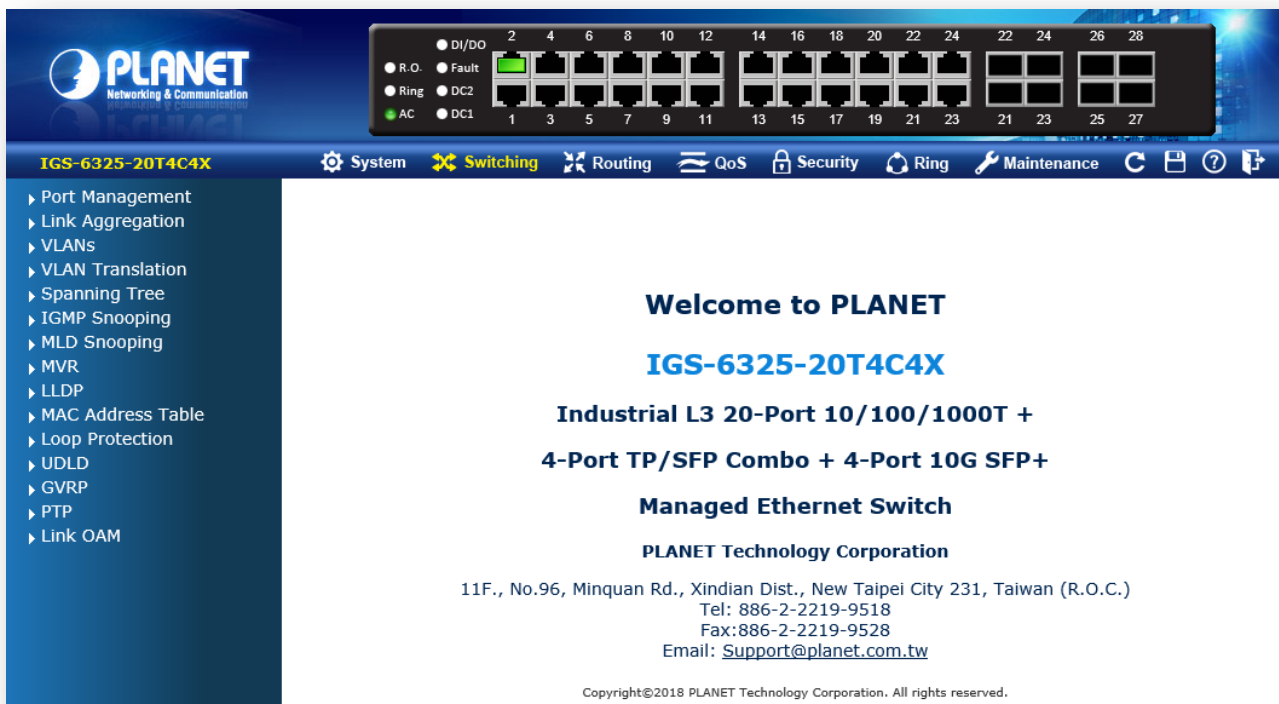 PLANET
Networking & Communication
DI/DO
R.O. Fault
Ring DC2
AC DC1
2 4 6 8 10 12 14 16 18 20 22 24 22 24 26 28
1 3 5 7 9 11 13 15 17 19 21 23 21 23 25 27
IGS-6325-20T4C4X
System Switching Routing QoS Security Ring Maintenance
Port Management
Link Aggregation
VLANs
VLAN Translation
Spanning Tree
IGMP Snooping
MLD Snooping
MVR
LLDP
MAC Address Table
Loop Protection
UDLD
GVRP
PTP
Link OAM
Welcome to PLANET
IGS-6325-20T4C4X
Industrial L3 20-Port 10/100/1000T +
4-Port TP/SFP Combo + 4-Port 10G SFP+
Managed Ethernet Switch
PLANET Technology Corporation
11F., No.96, Minquan Rd., Xindian Dist., New Taipei City 231, Taiwan (R.O.C.)
Tel: 886-2-2219-9518
Fax:886-2-2219-9528
Email: Support@planet.com.tw
Copyright©2018 PLANET Technology Corporation. All rights reserved.